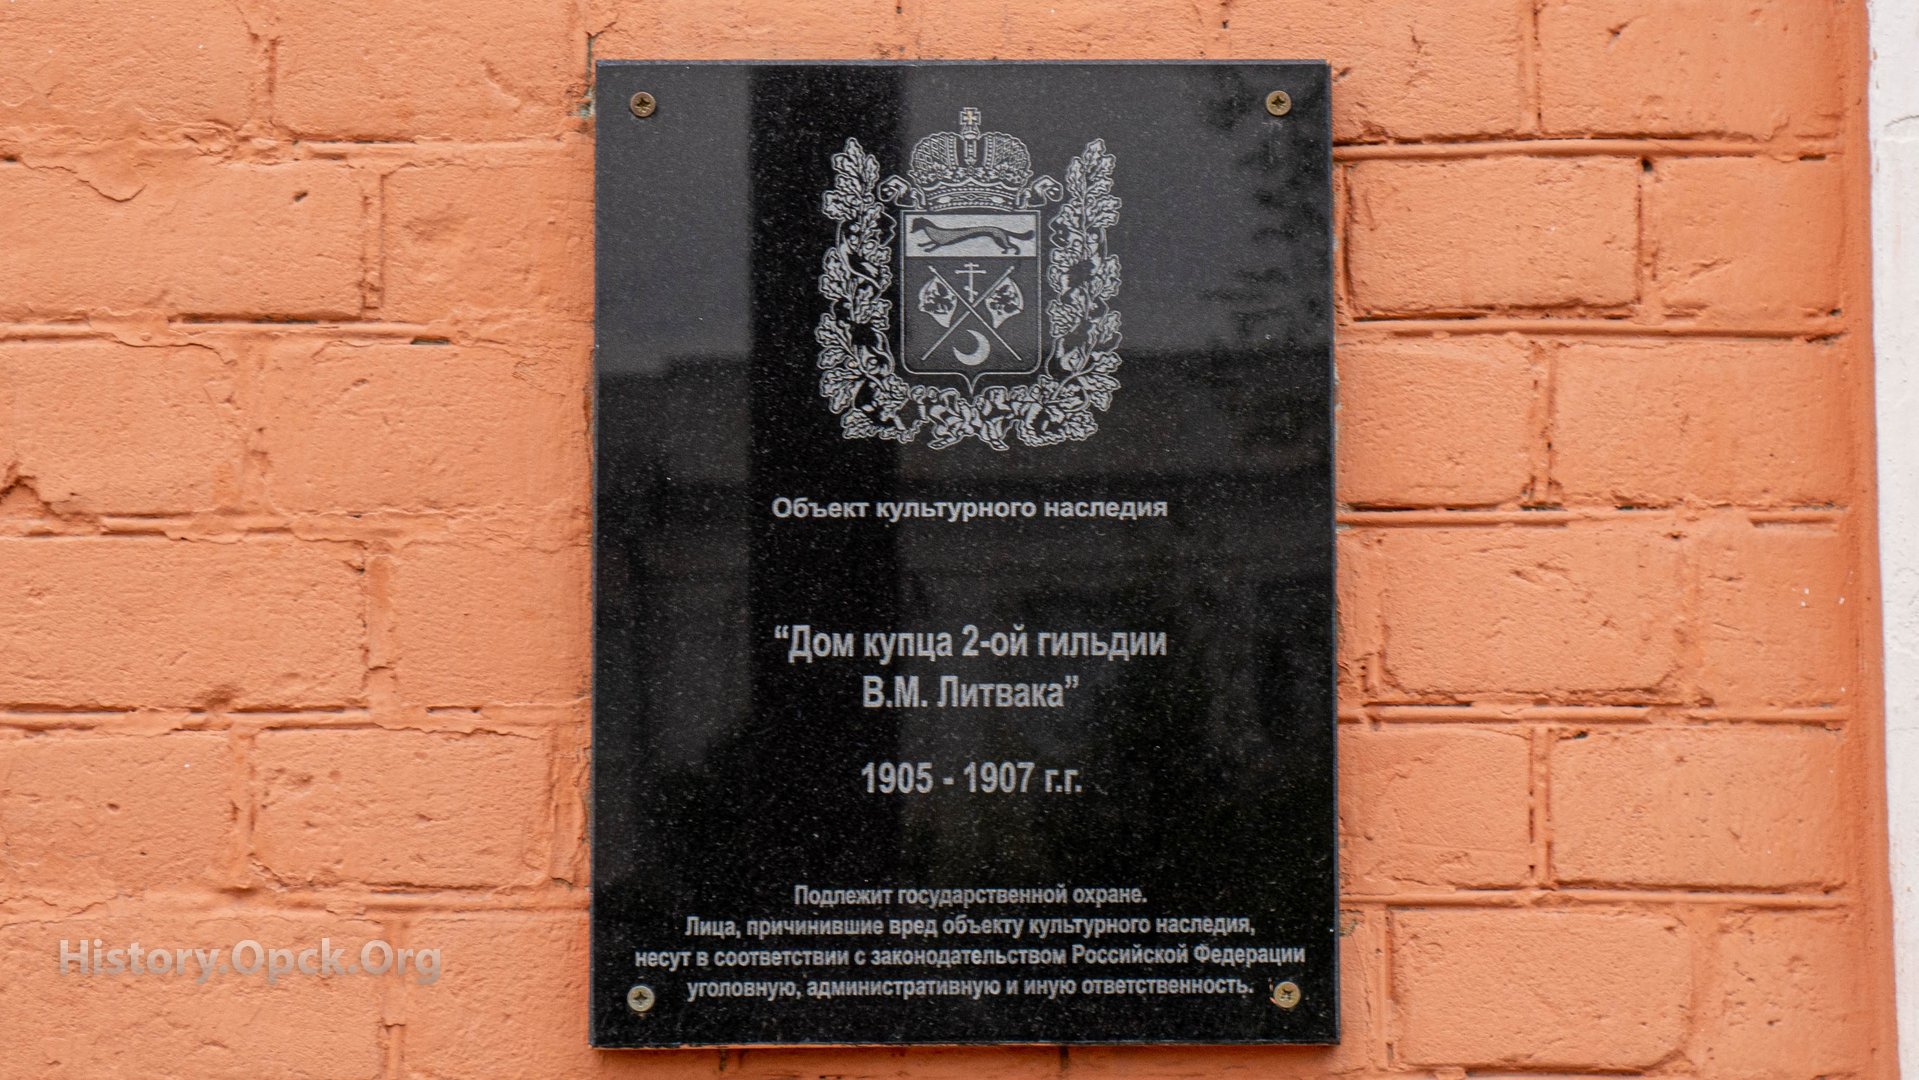 Объект культурного наследия
“Дом купца 2-ой гильдии
В.М. Литвака”
1905 - 1907 г.г.
Подлежит государственной охране.
Лица, причинившие вред объекту культурного наследия,
несут в соответствии с законодательством Российской Федерации
уголовную, административную и иную ответственность.
History.Opck.Org